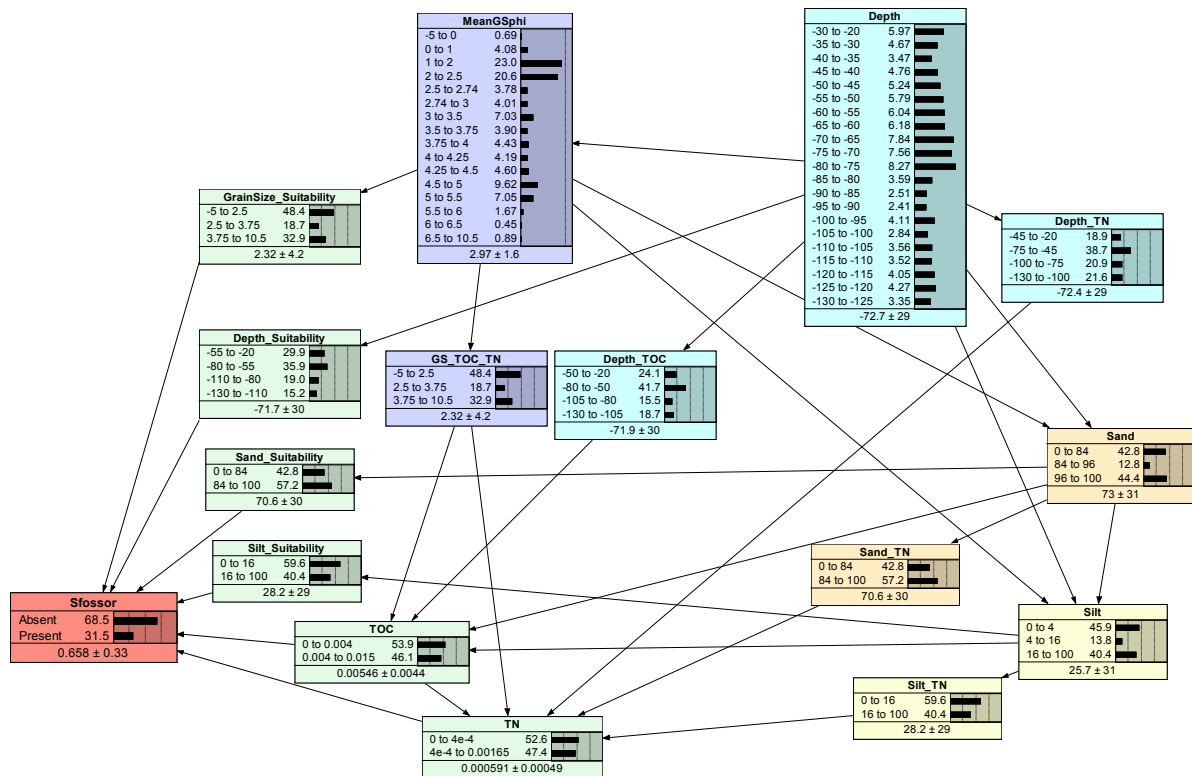 MeanGSphi
-5 to 0 0.69
0 to 1 4.08
1 to 2 23.0
2 to 2.5 20.6
2.5 to 2.74 3.78
2.74 to 3 4.01
3 to 3.5 7.03
3.5 to 3.75 3.90
3.75 to 4 4.43
4 to 4.25 4.19
4.25 to 4.5 4.60
4.5 to 5 9.62
5 to 5.5 7.05
5.5 to 6 1.67
6 to 6.5 0.45
6.5 to 10.5 0.89
2.97 ± 1.6
Depth
-30 to -20 5.97
-35 to -30 4.67
-40 to -35 3.47
-45 to -40 4.76
-50 to -45 5.24
-55 to -50 5.79
-60 to -55 6.04
-65 to -60 6.18
-70 to -65 7.84
-75 to -70 7.56
-80 to -75 8.27
-85 to -80 3.59
-90 to -85 2.51
-95 to -90 2.41
-100 to -95 4.11
-105 to -100 2.84
-110 to -105 3.56
-115 to -110 3.52
-120 to -115 4.05
-125 to -120 4.27
-130 to -125 3.35
-72.7 ± 29
GrainSize_Suitability
-5 to 2.5 48.4
2.5 to 3.75 18.7
3.75 to 10.5 32.9
2.32 ± 4.2
Depth_TN
-45 to -20 18.9
-75 to -45 38.7
-100 to -75 20.9
-130 to -100 21.6
-72.4 ± 29
Depth_Suitability
-55 to -20 29.9
-80 to -55 35.9
-110 to -80 19.0
-130 to -110 15.2
-71.7 ± 30
GS_TOC_TN
-5 to 2.5 48.4
2.5 to 3.75 18.7
3.75 to 10.5 32.9
2.32 ± 4.2
Depth_TOC
-50 to -20 24.1
-80 to -50 41.7
-105 to -80 15.5
-130 to -105 18.7
-71.9 ± 30
Sand
0 to 84 42.8
84 to 96 12.8
96 to 100 44.4
73 ± 31
Sand_Suitability
0 to 84 42.8
84 to 100 57.2
70.6 ± 30
Silt_Suitability
0 to 16 59.6
16 to 100 40.4
28.2 ± 29
Sand_TN
0 to 84 42.8
84 to 100 57.2
70.6 ± 30
Sfossor
Absent 68.5
Present 31.5
0.658 ± 0.33
TOC
0 to 0.004 53.9
0.004 to 0.015 46.1
0.00546 ± 0.0044
Silt
0 to 4 45.9
4 to 16 13.8
16 to 100 40.4
25.7 ± 31
Silt_TN
0 to 16 59.6
16 to 100 40.4
28.2 ± 29
TN
0 to 4e-4 52.6
4e-4 to 0.00165 47.4
0.000591 ± 0.00049